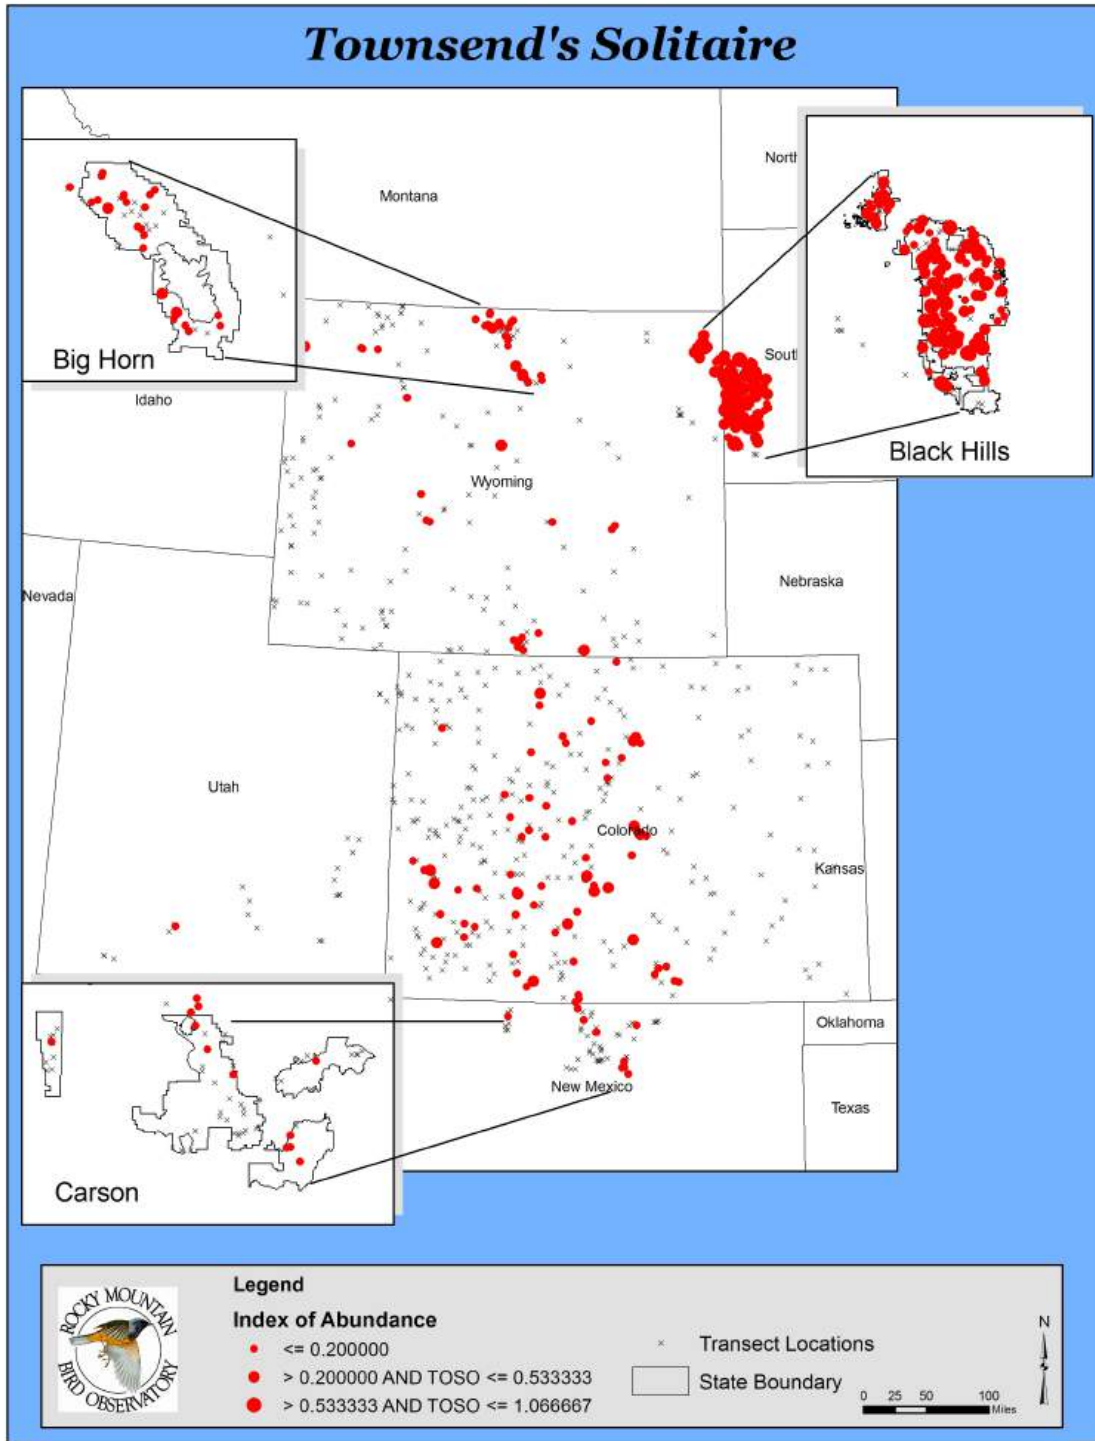 Townsend's Solitaire
Montana
North
Big Horn
Idaho
South
Black Hills
Wyoming
Nebraska
Nevada
Utah
Colorado
Kansas
Oklahoma
New Mexico
Texas
Carson
Legend
Index of Abundance
<= 0.200000
> 0.200000 AND TOSO <= 0.533333
> 0.533333 AND TOSO <= 1.066667
Transect Locations
State Boundary
N
0 25 50 100
Miles
ROCKY MOUNTAIN
BIRD OBSERVATORY